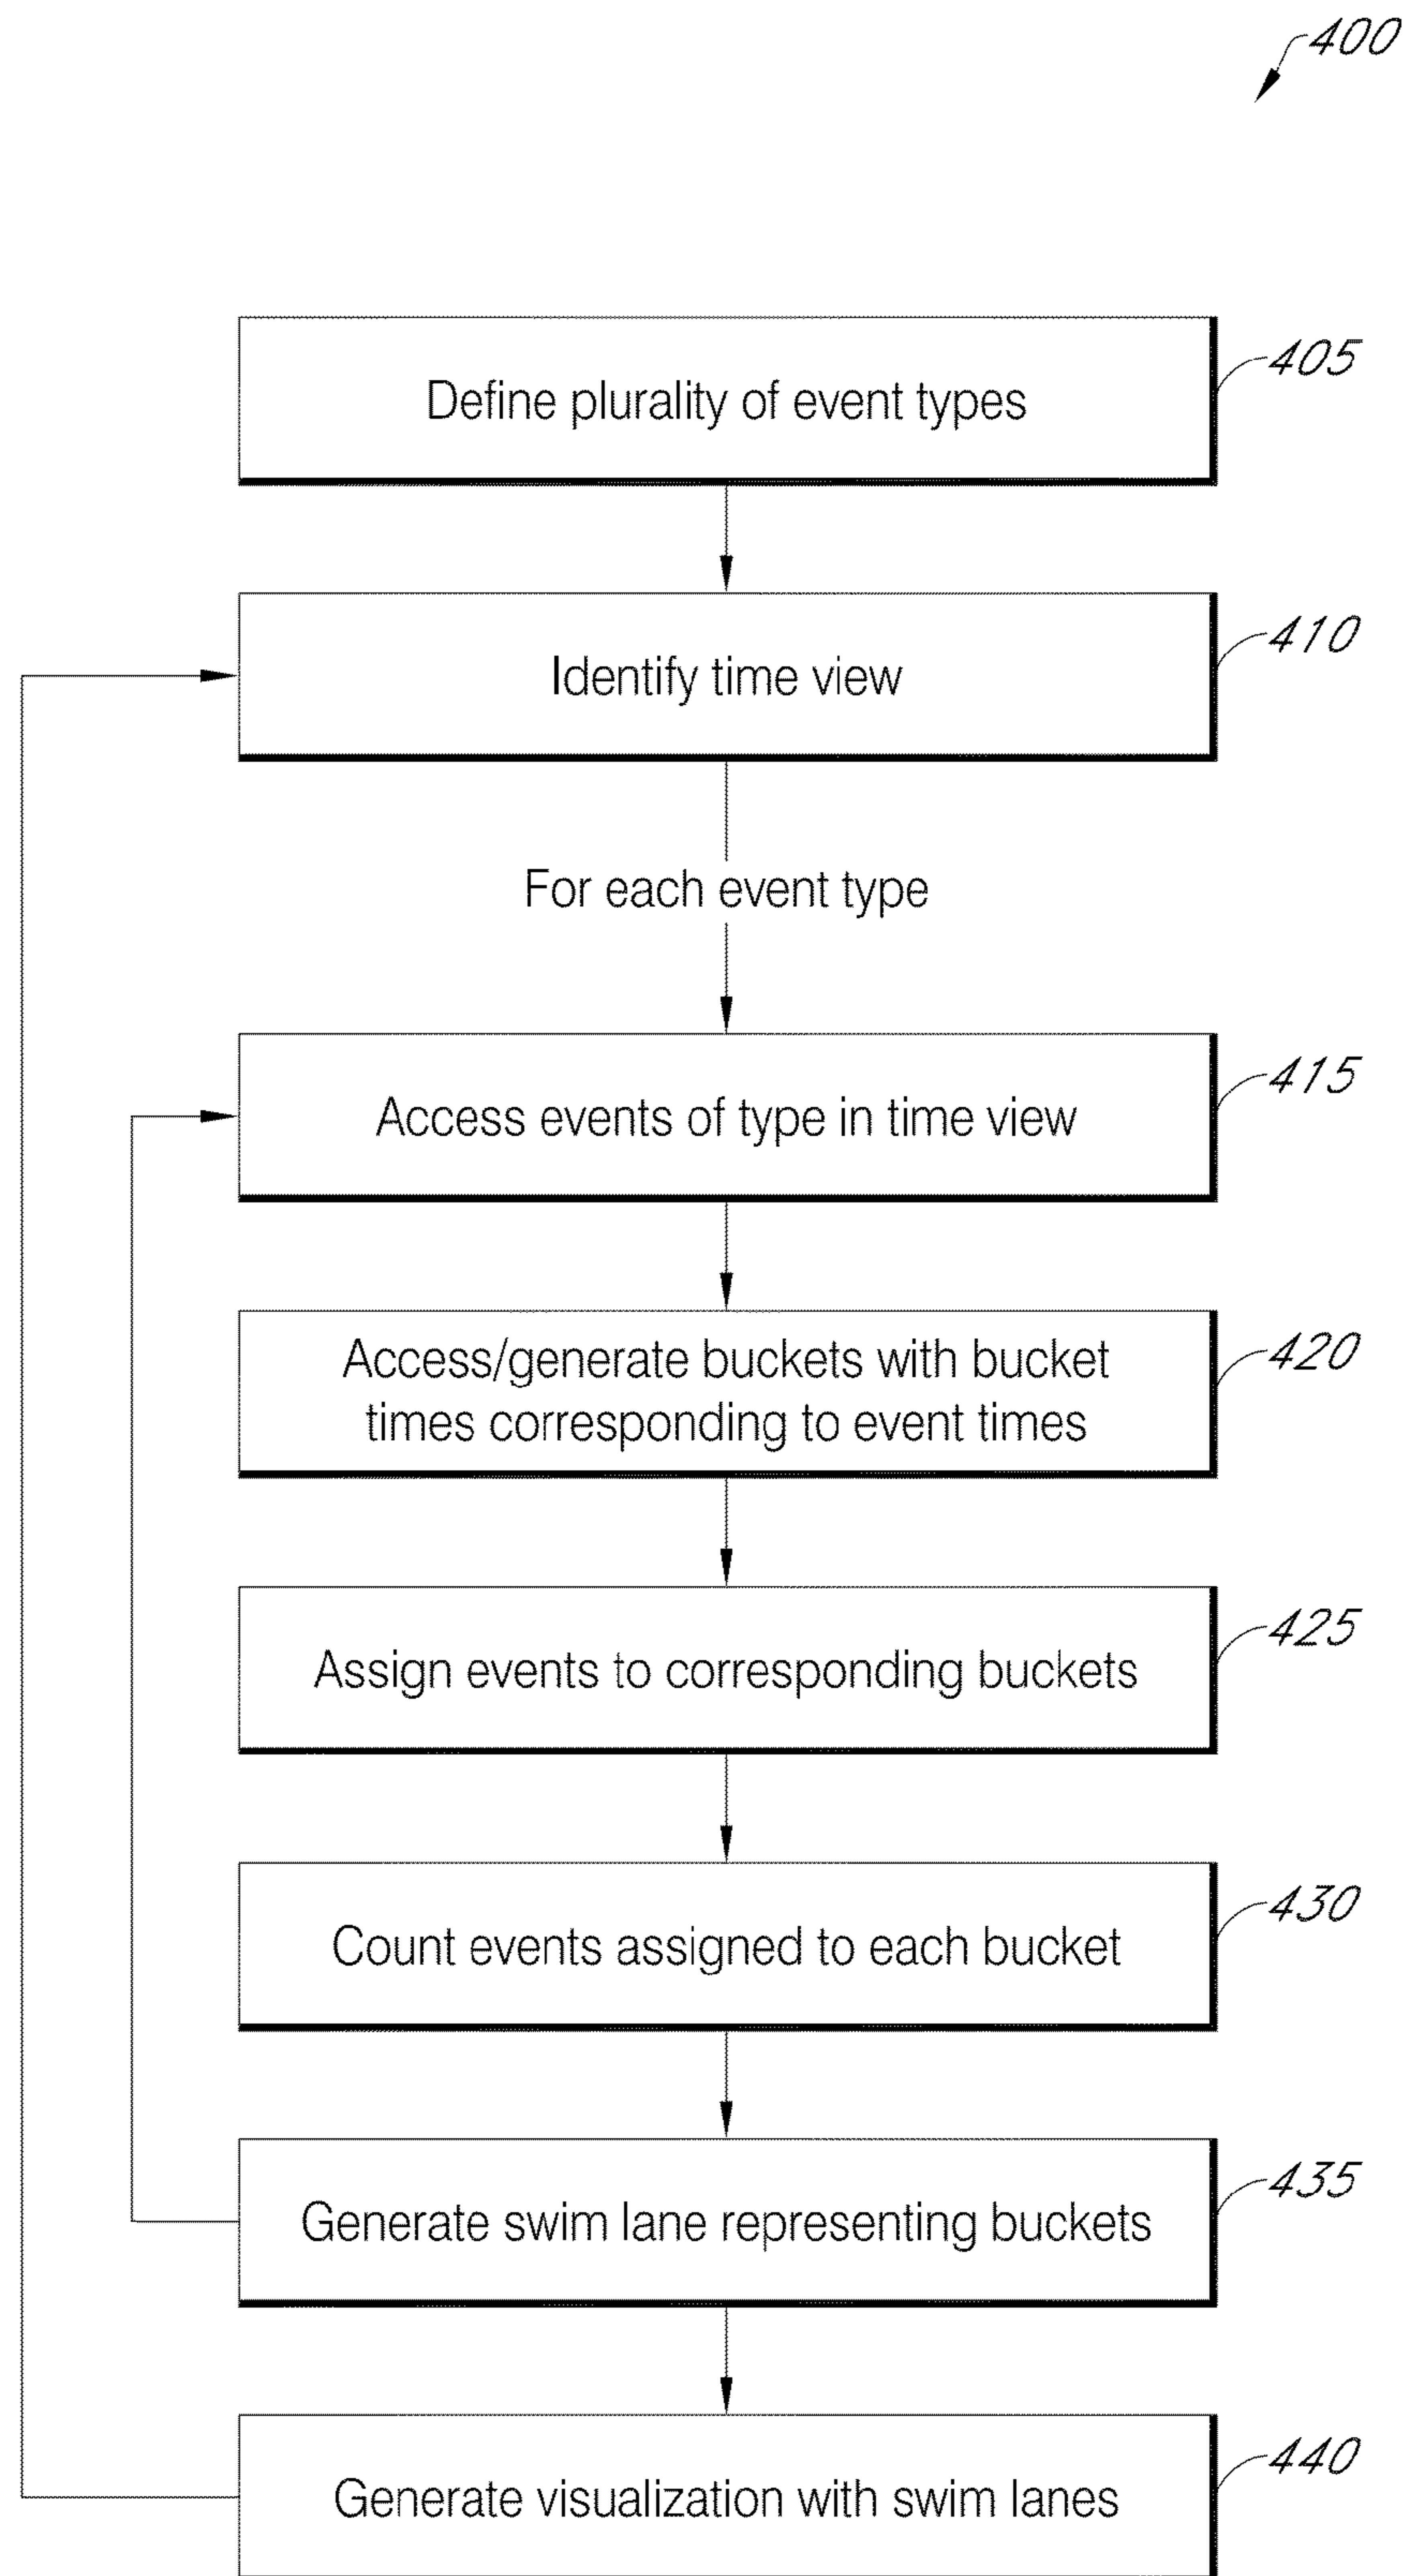 400
Define plurality of event types
405
Identify time view
410
For each event type
Access events of type in time view
415
Access/generate buckets with bucket
times corresponding to event times
420
Assign events to corresponding buckets
425
Count events assigned to each bucket
430
Generate swim lane representing buckets
435
Generate visualization with swim lanes
440